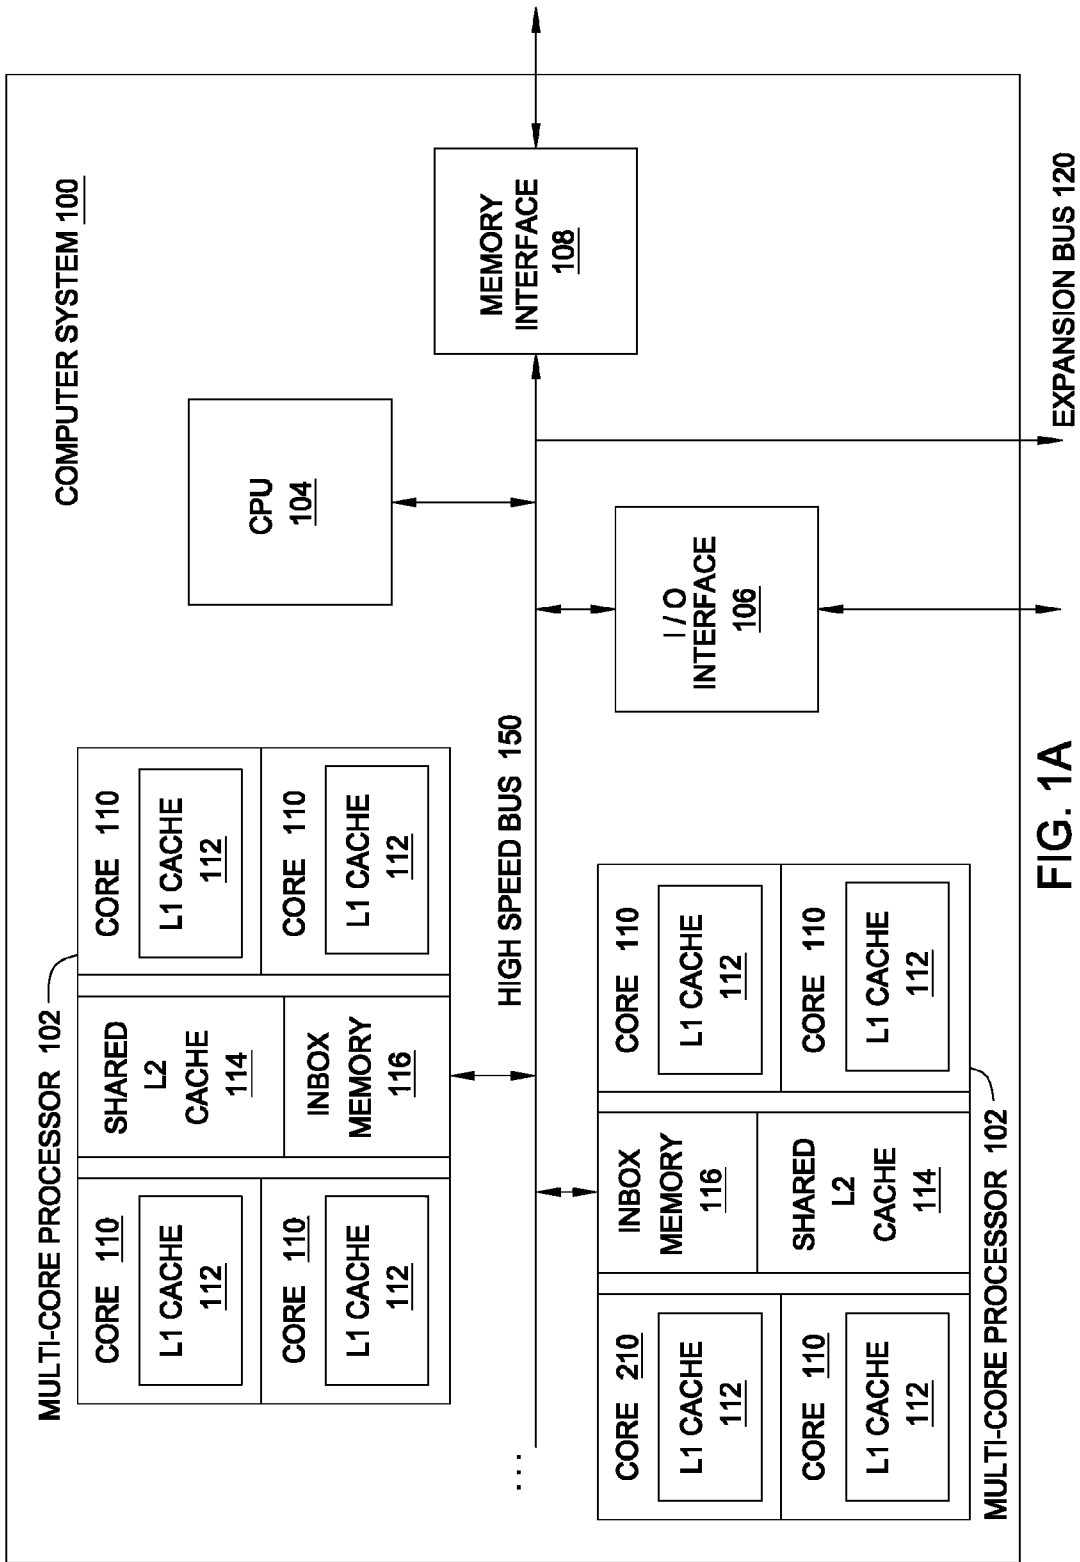 COMPUTER SYSTEM 100
MULTI-CORE PROCESSOR 102
CORE 110
L1 CACHE
112
CORE 110
L1 CACHE
112
SHARED
L2
CACHE
114
INBOX
MEMORY
116
CORE 110
L1 CACHE
112
CORE 110
L1 CACHE
112
CPU
104
HIGH SPEED BUS 150
...
MEMORY
INTERFACE
108
CORE 210
L1 CACHE
112
CORE 110
L1 CACHE
112
INBOX
MEMORY
116
SHARED
L2
CACHE
114
CORE 110
L1 CACHE
112
CORE 110
L1 CACHE
112
MULTI-CORE PROCESSOR 102
I / O
INTERFACE
106
EXPANSION BUS 120
FIG. 1A